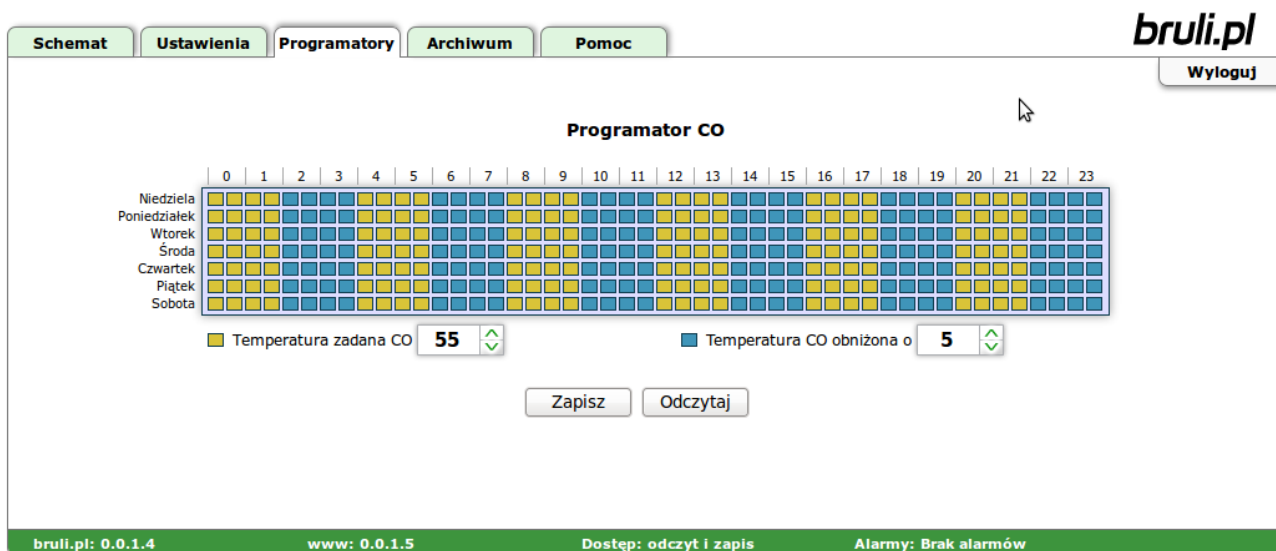 bruli.pl
Schemat Ustawienia Programatory Archiwum Pomoc
Wyloguj
Programator CO
0 1 2 3 4 5 6 7 8 9 10 11 12 13 14 15 16 17 18 19 20 21 22 23
Niedziela
Poniedziałek
Wtorek
Środa
Czwartek
Piątek
Sobota
Temperatura zadana CO 55 Temperatura CO obniżona o 5
Zapisz Odczytaj
bruli.pl: 0.0.1.4 www: 0.0.1.5 Dostęp: odczyt i zapis Alarmy: Brak alarmów